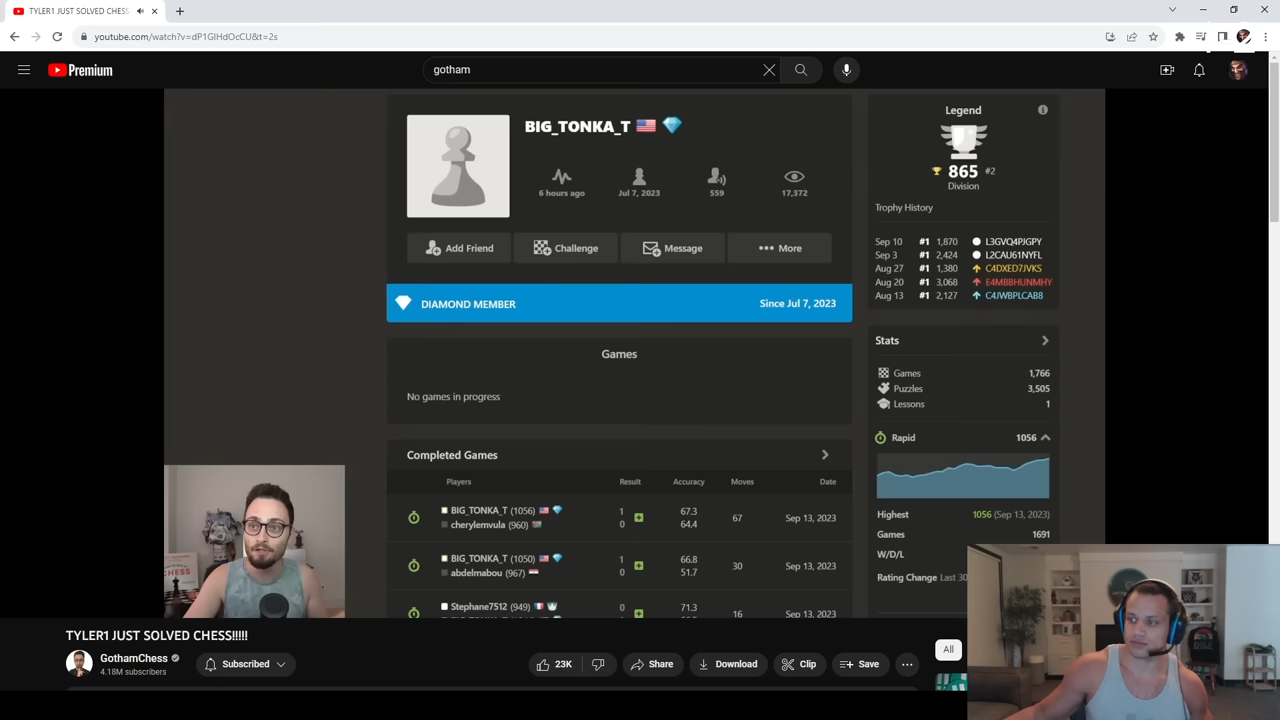 TYLER1 JUST SOLVED CHESS
youtube.com/watch?v=dP1GlHdOcCU&t=2s
Premium
gotham
BIG_TONKA_T
6 hours ago
Jul 7, 2023
559
17,372
Add Friend
Challenge
Message
More
DIAMOND MEMBER
Since Jul 7, 2023
Games
No games in progress
Completed Games
Players Result Accuracy Moves Date
BIG_TONKA_T (1056) 1 67.3
67 Sep 13, 2023
cherylemvula (960) 0 64.4
BIG_TONKA_T (1050) 1 66.8
30 Sep 13, 2023
abdelmabou (967) 0 51.7
Stephane7512 (949) 0 71.3
16 Sep 13, 2023
Legend
865 #2
Division
Trophy History
Sep 10 #1 1,870 L3GVQ4PJGPY
Sep 3 #1 2,424 L2CAU61NYFL
Aug 27 #1 1,380 C4DXED7JVKS
Aug 20 #1 3,068 E4MBBHUNMHY
Aug 13 #1 2,127 C4JWBPLCAB8
Stats
Games 1,766
Puzzles 3,505
Lessons 1
Rapid 1056
Highest 1056 (Sep 13, 2023)
Games 1691
W/D/L
Rating Change Last 30
CHESS
TYLER1 JUST SOLVED CHESS!!!!!
GothamChess
4.18M subscribers
Subscribed
23K
Share
Download
Clip
Save
All